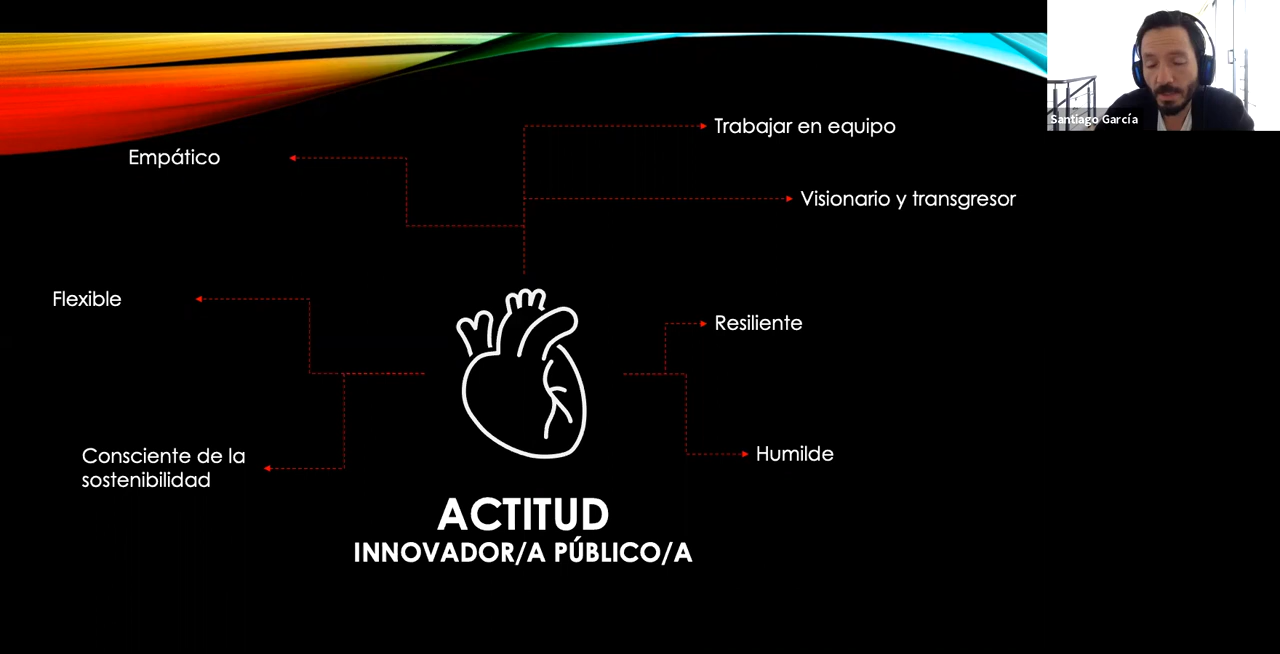 Santiago García
Trabajar en equipo
Empático
Visionario y transgresor
Flexible
Resiliente
Consciente de la
sostenibilidad
Humilde
ACTITUD
INNOVADOR/A PÚBLICO/A